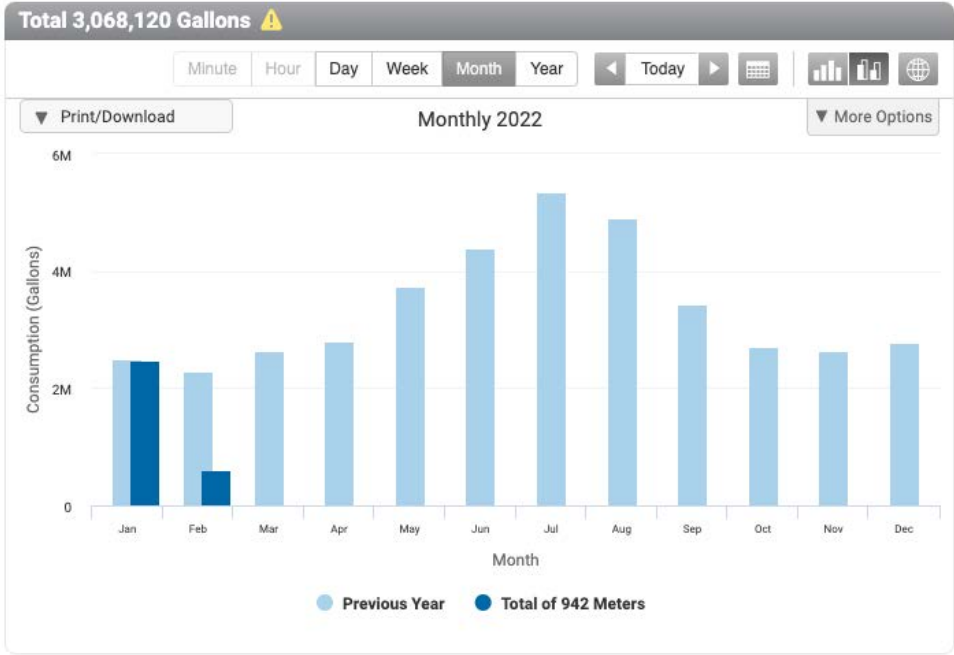 Total 3,068,120 Gallons
Minute Hour Day Week Month Year Today
Print/Download
Monthly 2022
More Options
6M
4M
2M
0
Consumption (Gallons)
Jan Feb Mar Apr May Jun Jul Aug Sep Oct Nov Dec
Month
Previous Year Total of 942 Meters